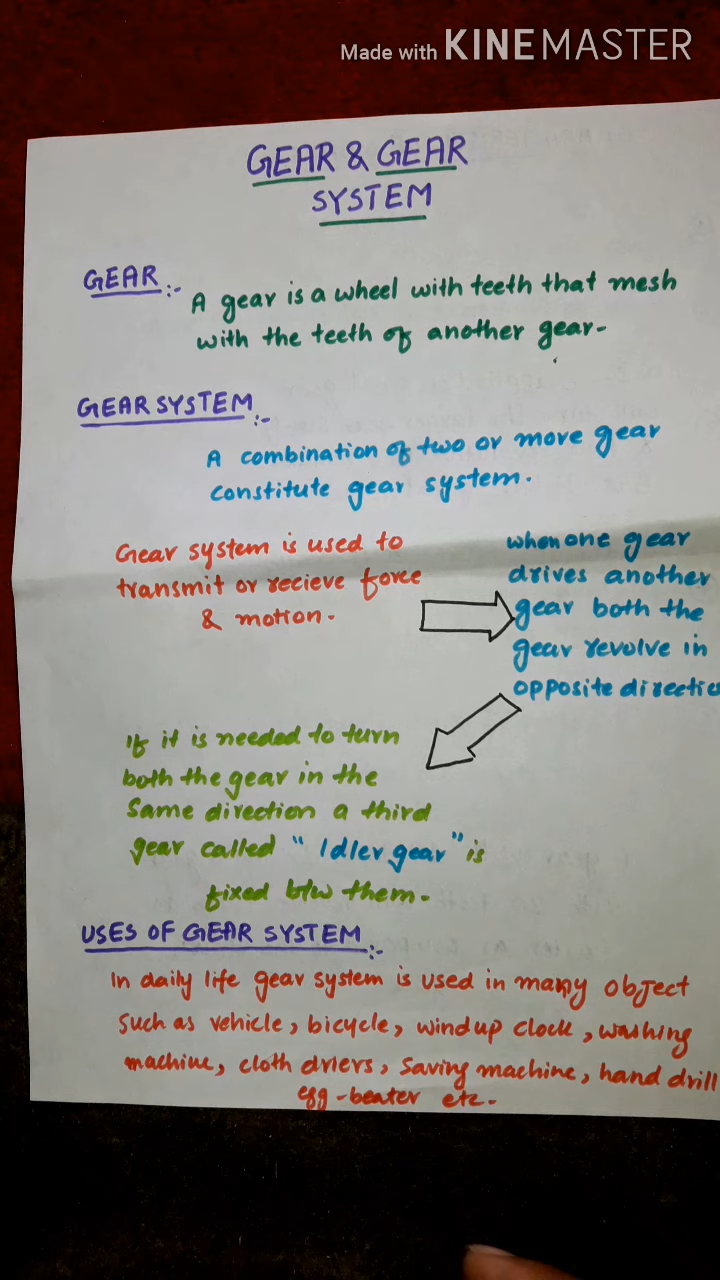 Made with KINEMASTER
GEAR & GEAR
SYSTEM
GEAR :-
A gear is a wheel with teeth that mesh
with the teeth of another gear-
GEAR SYSTEM :-
A combination of two or more gear
constitute gear system.
Gear system is used to
transmit or recieve force
& motion.
when one gear
drives another
gear both the
gear revolve in
opposite directio
If it is needed to turn
both the gear in the
Same direction a third
gear called "Idler gear" is
fixed b/w them.
USES OF GEAR SYSTEM :-
In daily life gear system is used in many object
Such as vehicle, bicycle, windup clock, washing
machine, cloth driers, Saving machine, hand drill
egg-beater etc.